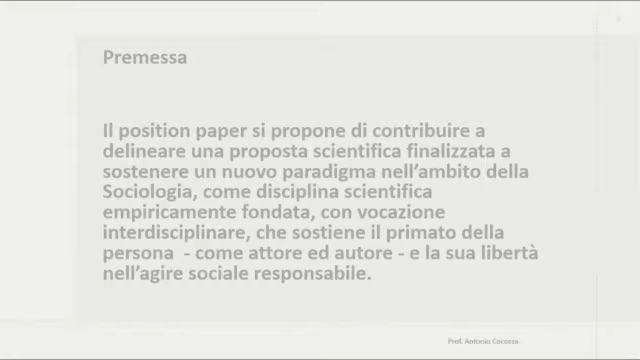 Premessa
Il position paper si propone di contribuire a
delineare una proposta scientifica finalizzata a
sostenere un nuovo paradigma nell'ambito della
Sociologia, come disciplina scientifica
empiricamente fondata, con vocazione
interdisciplinare, che sostiene il primato della
persona - come attore ed autore - e la sua libertà
nell'agire sociale responsabile.
Prof. Antonio Cocozza